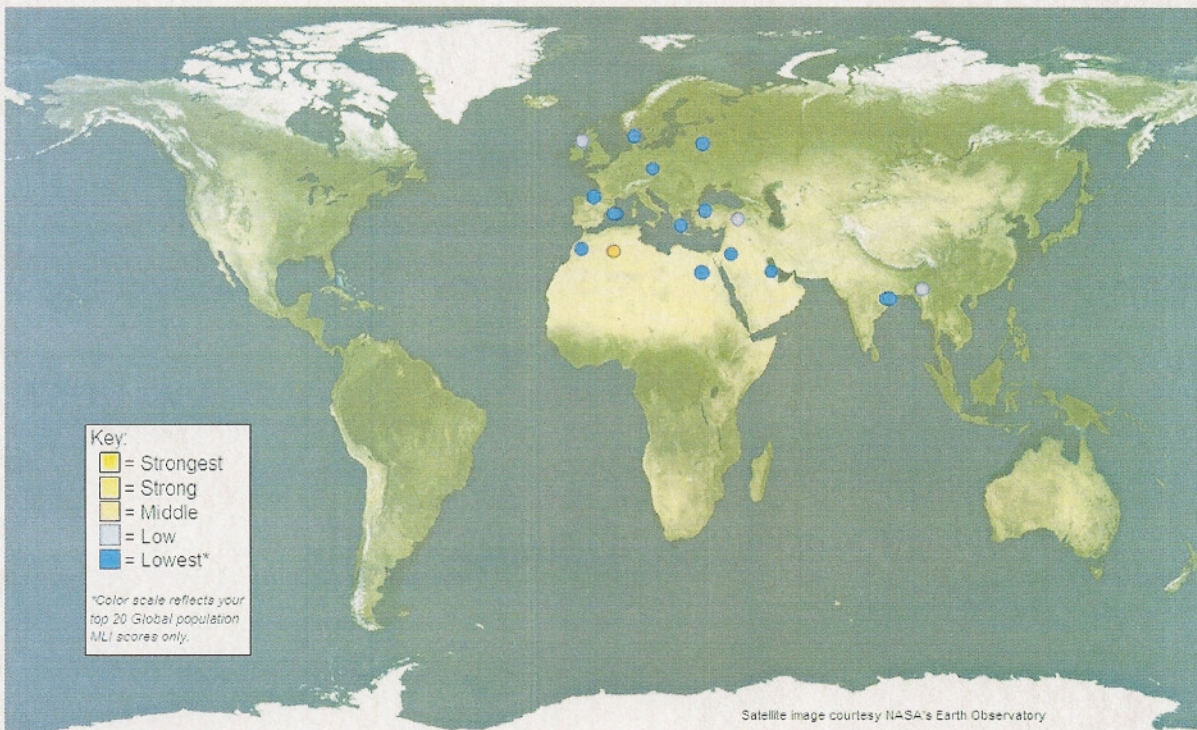 Key:
= Strongest
= Strong
= Middle
= Low
= Lowest*
*Color scale reflects your
top 20 Global population
MLI scores only.
Satellite image courtesy NASA's Earth Observatory